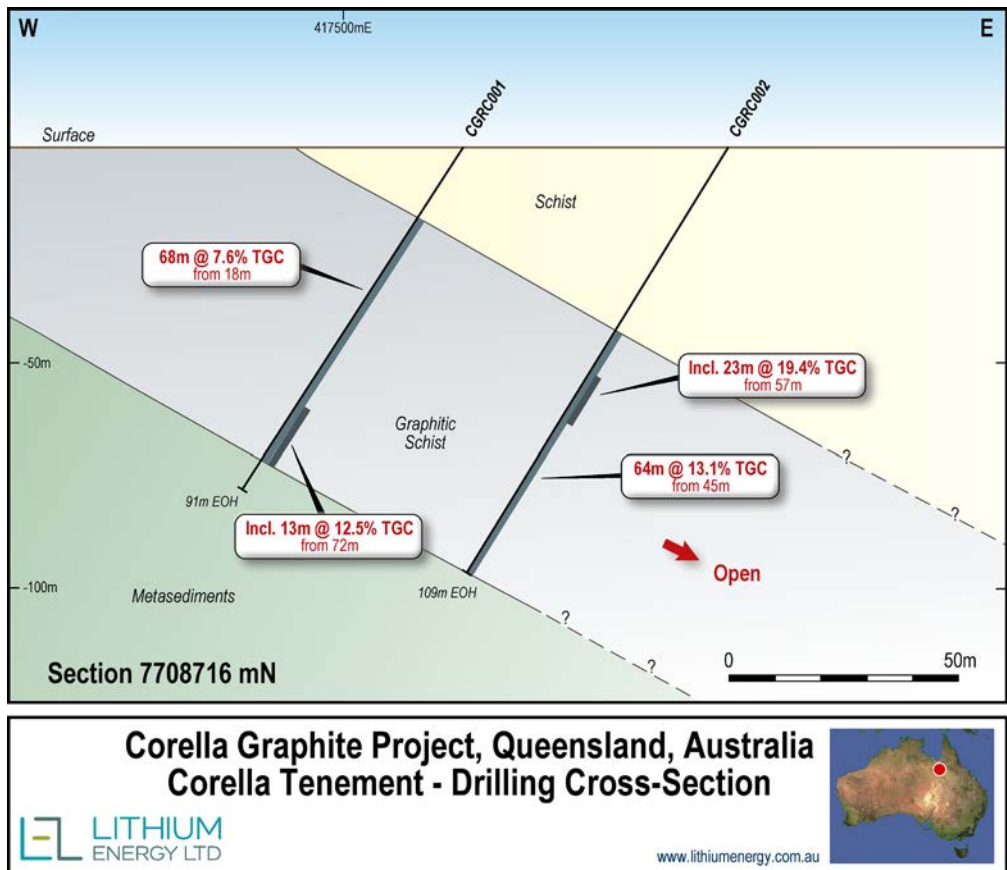 W
417500mE
E
CGRC001
CGRC002
Surface
Schist
68m @ 7.6% TGC
from 18m
-50m
Incl. 23m @ 19.4% TGC
from 57m
Graphitic
Schist
?
64m @ 13.1% TGC
from 45m
91m EOH
?
Incl. 13m @ 12.5% TGC
from 72m
Open
-100m
109m EOH
Metasediments
?
?
Section 7708716 mN
0
50m
Corella Graphite Project, Queensland, Australia
Corella Tenement - Drilling Cross-Section
LEL LITHIUM
ENERGY LTD
www.lithiumenergy.com.au